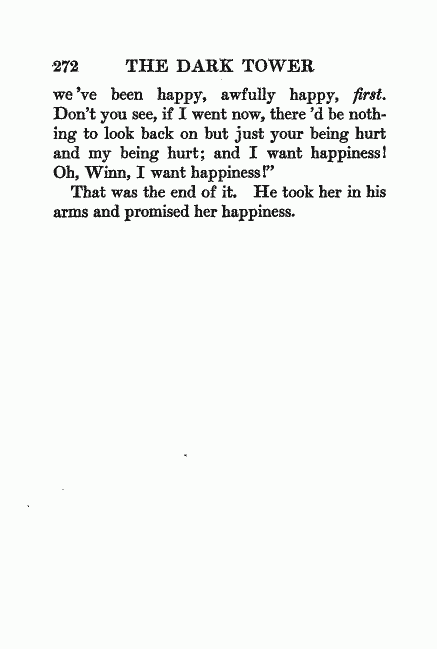 272 THE DARK TOWER
we 've been happy, awfully happy, first.
Don't you see, if I went now, there 'd be noth-
ing to look back on but just your being hurt
and my being hurt; and I want happiness!
Oh, Winn, I want happiness!"
That was the end of it. He took her in his
arms and promised her happiness.